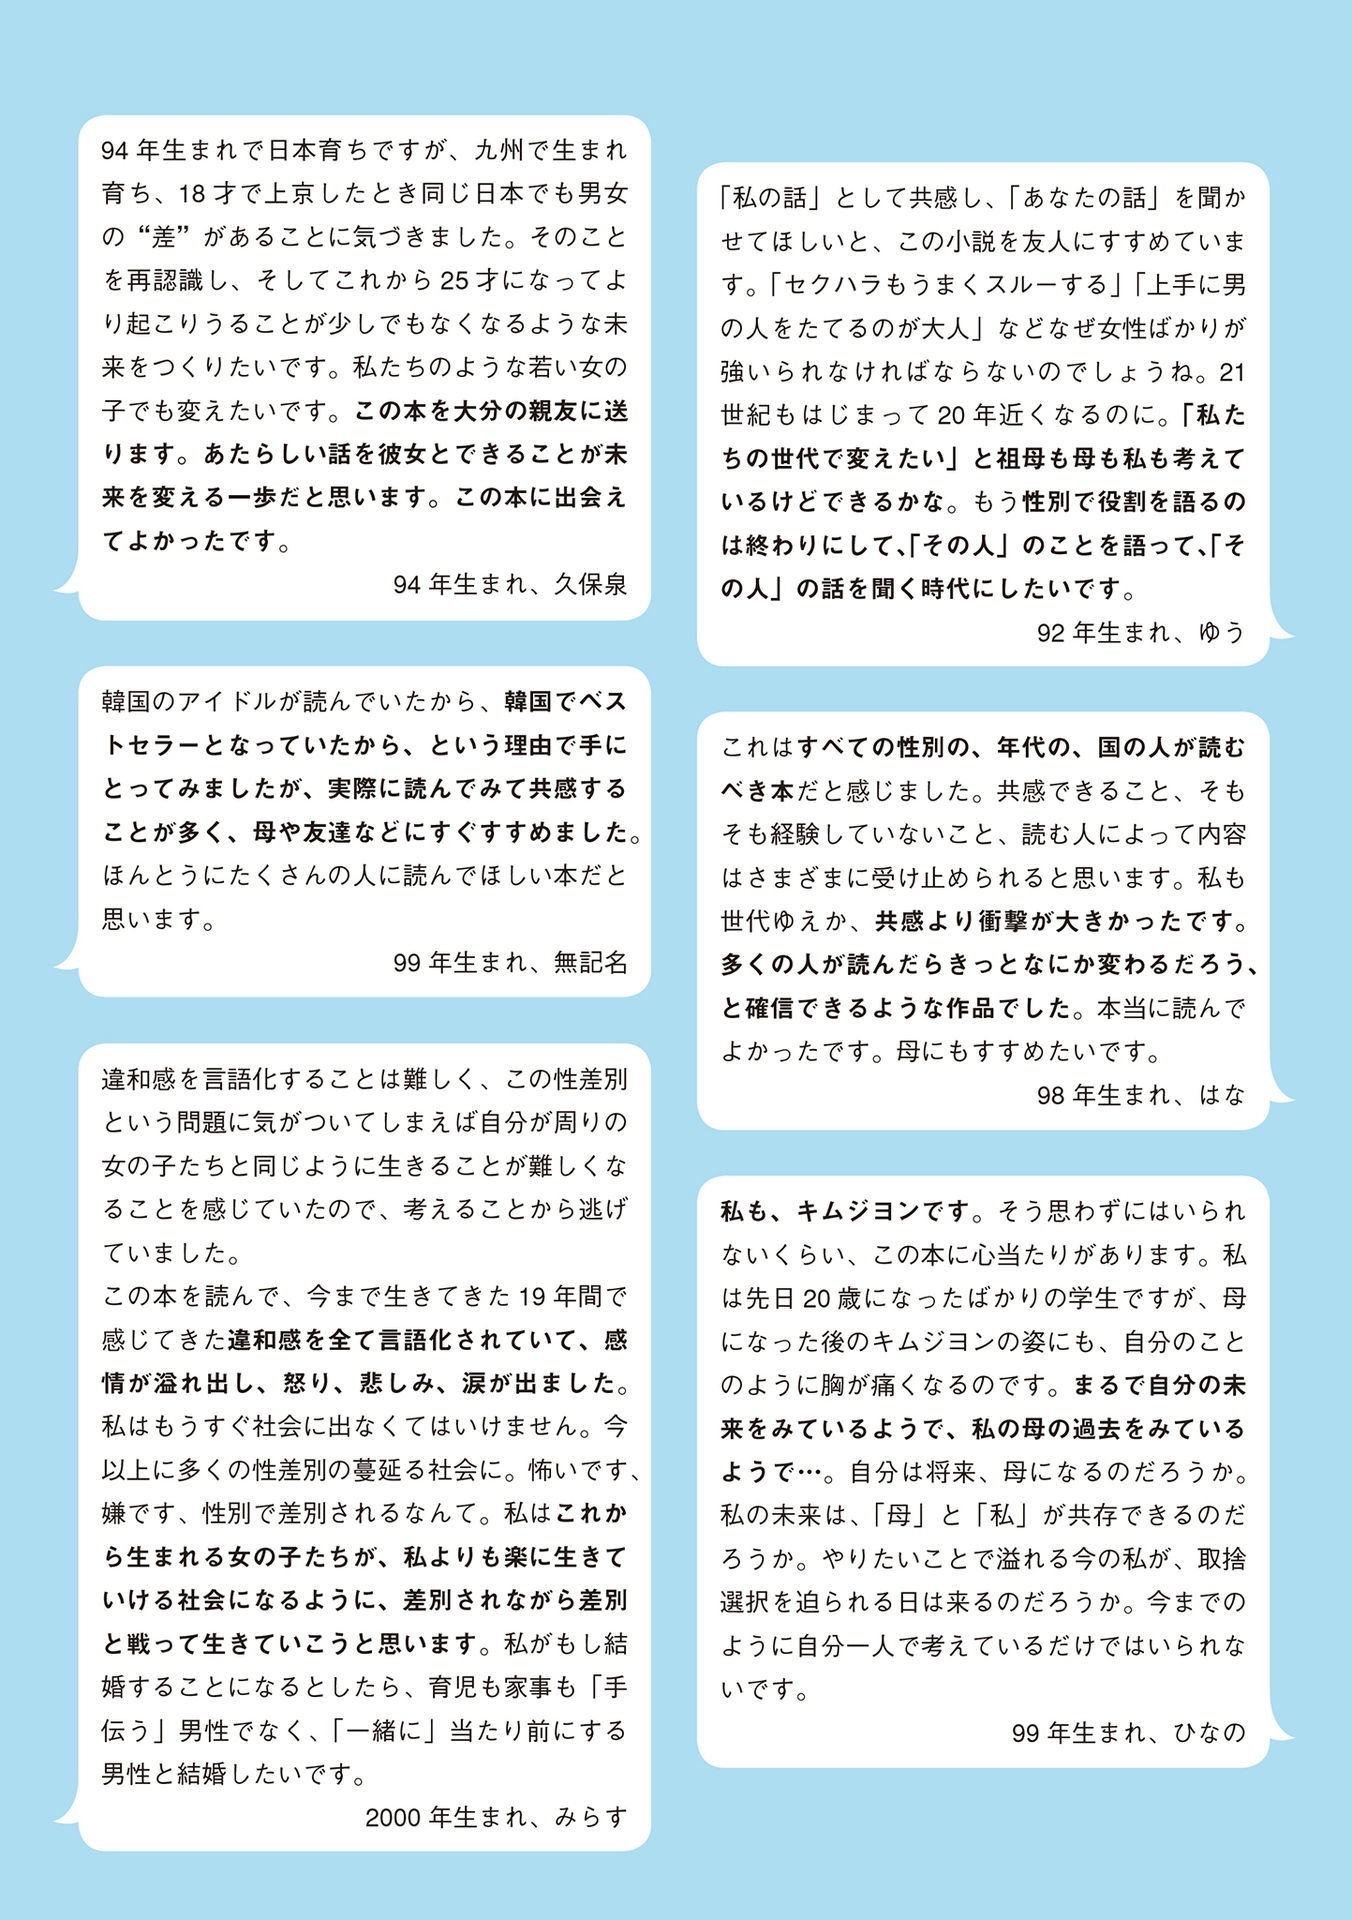 94 年生まれで日本育ちですが、九州で生まれ
育ち、18 才で上京したとき同じ日本でも男女
の“差”があることに気づきました。そのこと
を再認識し、そしてこれから 25 才になってよ
り起こりうることが少しでもなくなるような未
来をつくりたいです。私たちのような若い女の
子でも変えたいです。この本を大分の親友に送
ります。あたらしい話を彼女とできることが未
来を変える一歩だと思います。この本に出会え
てよかったです。
94 年生まれ、久保泉
韓国のアイドルが読んでいたから、韓国でベス
トセラーとなっていたから、という理由で手に
とってみましたが、実際に読んでみて共感する
ことが多く、母や友達などにすぐすすめました。
ほんとうにたくさんの人に読んでほしい本だと
思います。
99 年生まれ、無記名
違和感を言語化することは難しく、この性差別
という問題に気がついてしまえば自分が周りの
女の子たちと同じように生きることが難しくな
ることを感じていたので、考えることから逃げ
ていました。
この本を読んで、今まで生きてきた 19 年間で
感じてきた違和感を全て言語化されていて、感
情が溢れ出し、怒り、悲しみ、涙が出ました。
私はもうすぐ社会に出なくてはいけません。今
以上に多くの性差別の蔓延る社会に。怖いです、
嫌です、性別で差別されるなんて。私はこれか
ら生まれる女の子たちが、私よりも楽に生きて
いける社会になるように、差別されながら差別
と戦って生きていこうと思います。私がもし結
婚することになるとしたら、育児も家事も「手
伝う」男性でなく、「一緒に」当たり前にする
男性と結婚したいです。
2000 年生まれ、みらす
「私の話」として共感し、「あなたの話」を聞か
せてほしいと、この小説を友人にすすめていま
す。「セクハラもうまくスルーする」「上手に男
の人をたてるのが大人」などなぜ女性ばかりが
強いられなければならないのでしょうね。21
世紀もはじまって 20 年近くなるのに。「私た
ちの世代で変えたい」と祖母も母も私も考えて
いるけどできるかな。もう性別で役割を語るの
は終わりにして、「その人」のことを語って、「そ
の人」の話を聞く時代にしたいです。
92 年生まれ、ゆう
これはすべての性別の、年代の、国の人が読む
べき本だと感じました。共感できること、そも
そも経験していないこと、読む人によって内容
はさまざまに受け止められると思います。私も
世代ゆえか、共感より衝撃が大きかったです。
多くの人が読んだらきっとなにか変わるだろう、
と確信できるような作品でした。本当に読んで
よかったです。母にもすすめたいです。
98 年生まれ、はな
私も、キムジヨンです。そう思わずにはいられ
ないくらい、この本に心当たりがあります。私
は先日 20 歳になったばかりの学生ですが、母
になった後のキムジヨンの姿にも、自分のこと
のように胸が痛くなるのです。まるで自分の未
来をみているようで、私の母の過去をみている
ようで…。自分は将来、母になるのだろうか。
私の未来は、「母」と「私」が共存できるのだ
ろうか。やりたいことで溢れる今の私が、取捨
選択を迫られる日は来るのだろうか。今までの
ように自分一人で考えているだけではいられな
いです。
99 年生まれ、ひなの